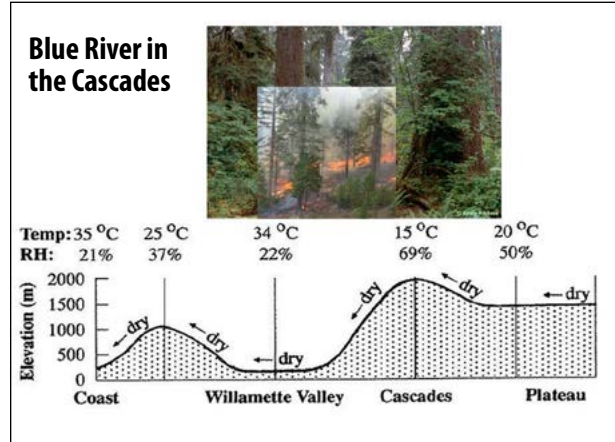 Blue River in
the Cascades
Temp: 35 °C 25 °C 34 °C 15 °C 20 °C
RH: 21% 37% 22% 69% 50%
Elevation (m)
2000
1500
1000
500
0
dry dry dry dry dry dry
Coast Willamette Valley Cascades Plateau